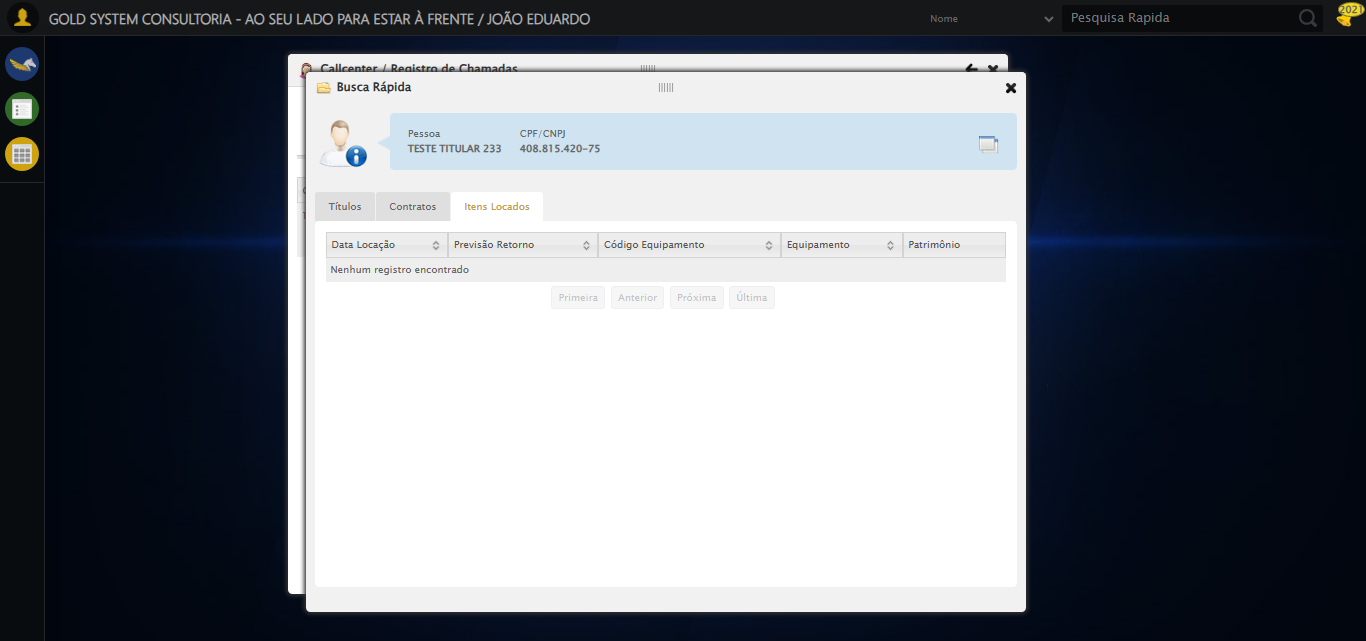 GOLD SYSTEM CONSULTORIA - AO SEU LADO PARA ESTAR À FRENTE / JOÃO EDUARDO
Nome
Pesquisa Rapida
2021
Callcenter / Registro de Chamadas
Busca Rápida
Pessoa CPF/CNPJ
TESTE TITULAR 233 408.815.420-75
Títulos Contratos Itens Locados
Data Locação Previsão Retorno Código Equipamento Equipamento Patrimônio
Nenhum registro encontrado
Primeira Anterior Próxima Última